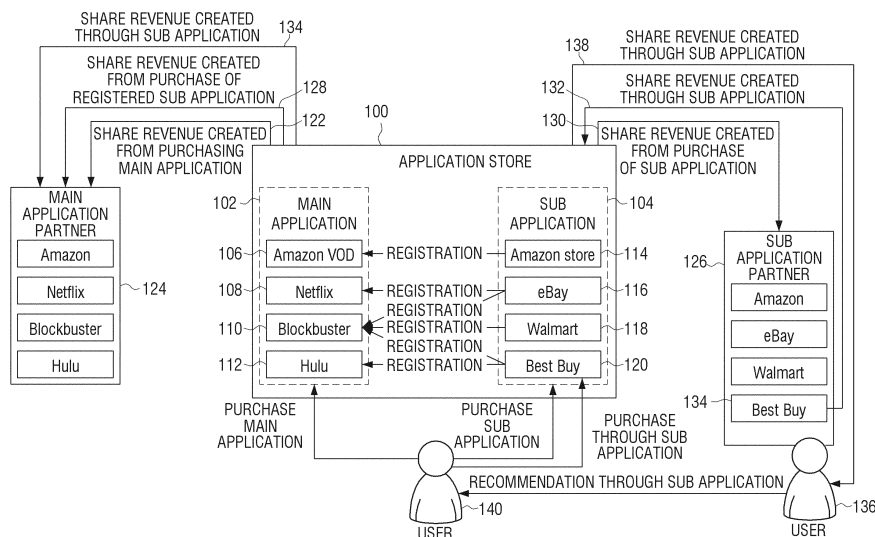 SHARE REVENUE CREATED
THROUGH SUB APPLICATION
134
SHARE REVENUE CREATED
FROM PURCHASE OF
REGISTERED SUB APPLICATION
128
122
SHARE REVENUE CREATED
FROM PURCHASING
MAIN APPLICATION
SHARE REVENUE CREATED
THROUGH SUB APPLICATION
138
SHARE REVENUE CREATED
THROUGH SUB APPLICATION
132
130
SHARE REVENUE CREATED
FROM PURCHASE
OF SUB APPLICATION
100
APPLICATION STORE
MAIN
APPLICATION
PARTNER
Amazon
Netflix
Blockbuster
Hulu
124
102
MAIN
APPLICATION
106
Amazon VOD
108
Netflix
110
Blockbuster
112
Hulu
REGISTRATION
REGISTRATION
REGISTRATION
REGISTRATION
REGISTRATION
REGISTRATION
SUB
APPLICATION
104
Amazon store
114
eBay
116
Walmart
118
Best Buy
120
126
SUB
APPLICATION
PARTNER
Amazon
eBay
Walmart
134
Best Buy
PURCHASE
MAIN
APPLICATION
PURCHASE
SUB
APPLICATION
PURCHASE
THROUGH SUB
APPLICATION
RECOMMENDATION THROUGH SUB APPLICATION
140
USER
136
USER